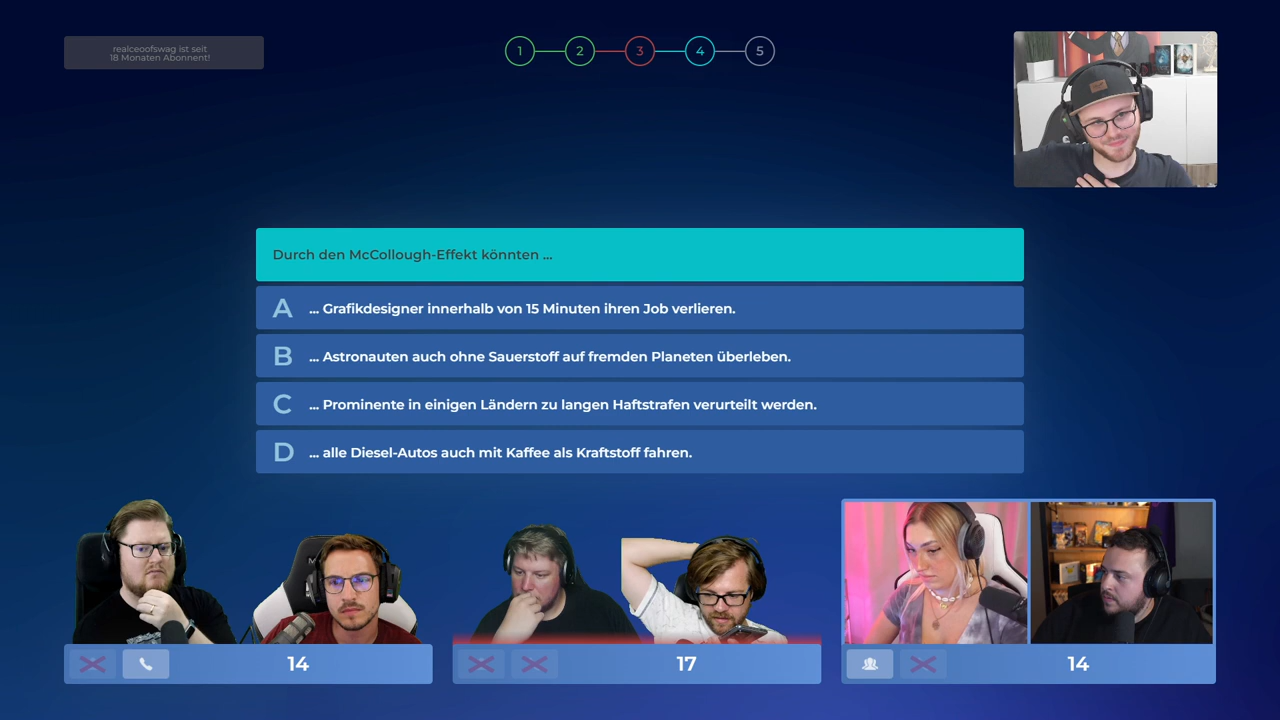 realceoofswag ist seit
18 Monaten Abonnent!
1
2
3
4
5
Durch den McCollough-Effekt könnten ...
A ... Grafikdesigner innerhalb von 15 Minuten ihren Job verlieren.
B ... Astronauten auch ohne Sauerstoff auf fremden Planeten überleben.
C ... Prominente in einigen Ländern zu langen Haftstrafen verurteilt werden.
D ... alle Diesel-Autos auch mit Kaffee als Kraftstoff fahren.
14
17
14